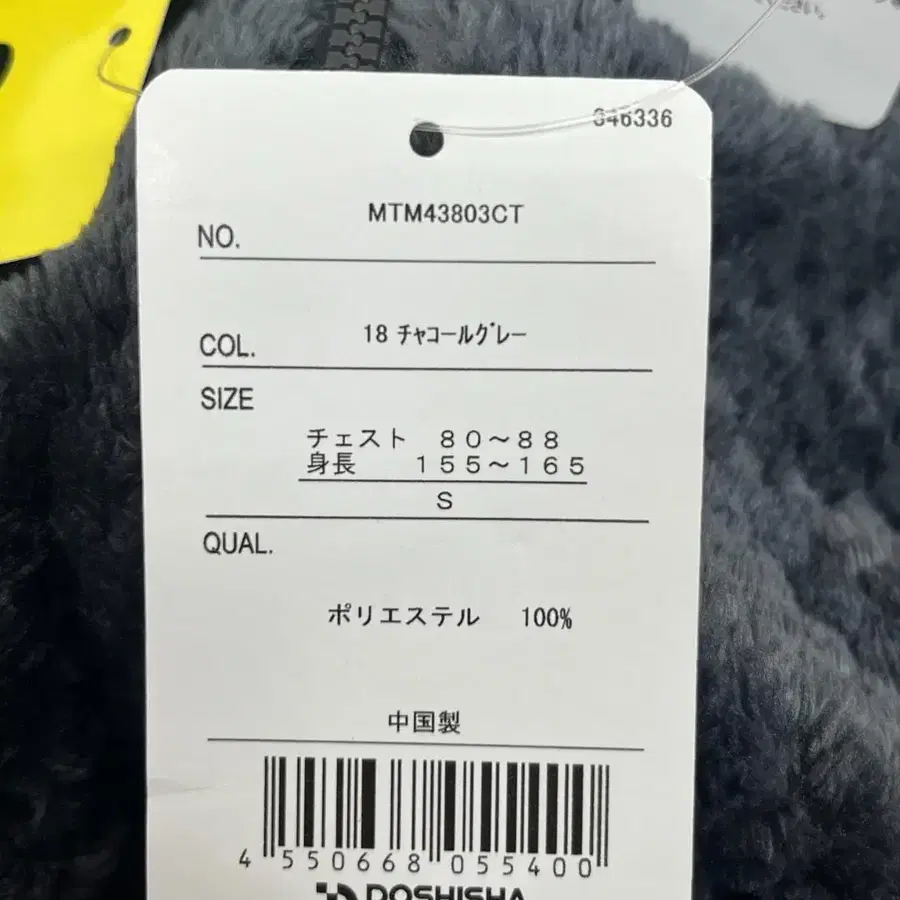 346336
MTM43803CT
NO.
COL. 18 ﾁｬｺｰﾙｸﾞﾚｰ
SIZE
チェスト 80～88
身長 155～165
S
QUAL.
ポリエステル 100%
中国製
4 550668 055400
DOSHISHA